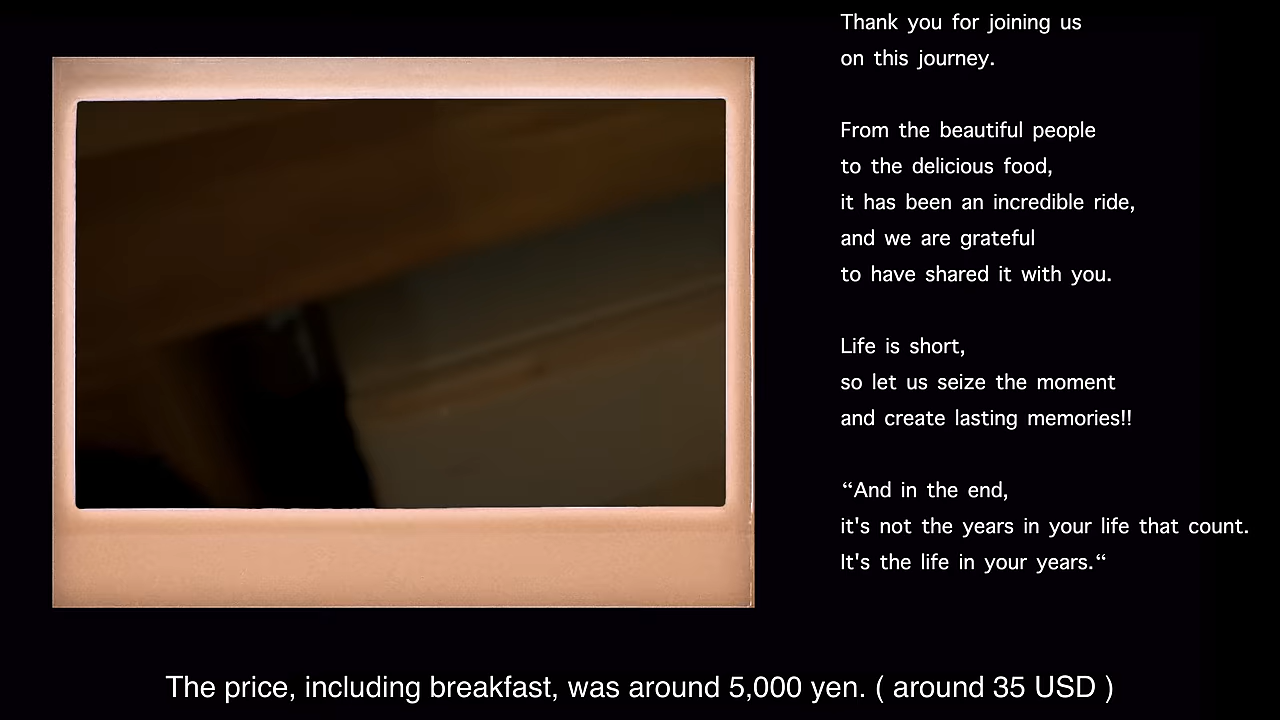 Thank you for joining us
on this journey.
From the beautiful people
to the delicious food,
it has been an incredible ride,
and we are grateful
to have shared it with you.
Life is short,
so let us seize the moment
and create lasting memories!!
“And in the end,
it's not the years in your life that count.
It's the life in your years.“
The price, including breakfast, was around 5,000 yen. ( around 35 USD )